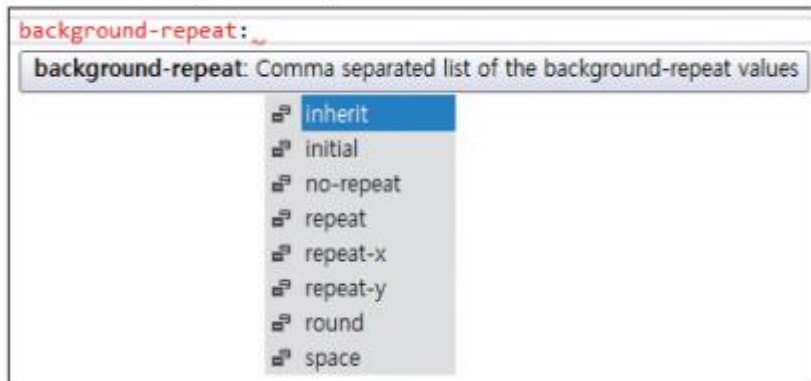 background-repeat:
background-repeat: Comma separated list of the background-repeat values
inherit
initial
no-repeat
repeat
repeat-x
repeat-y
round
space